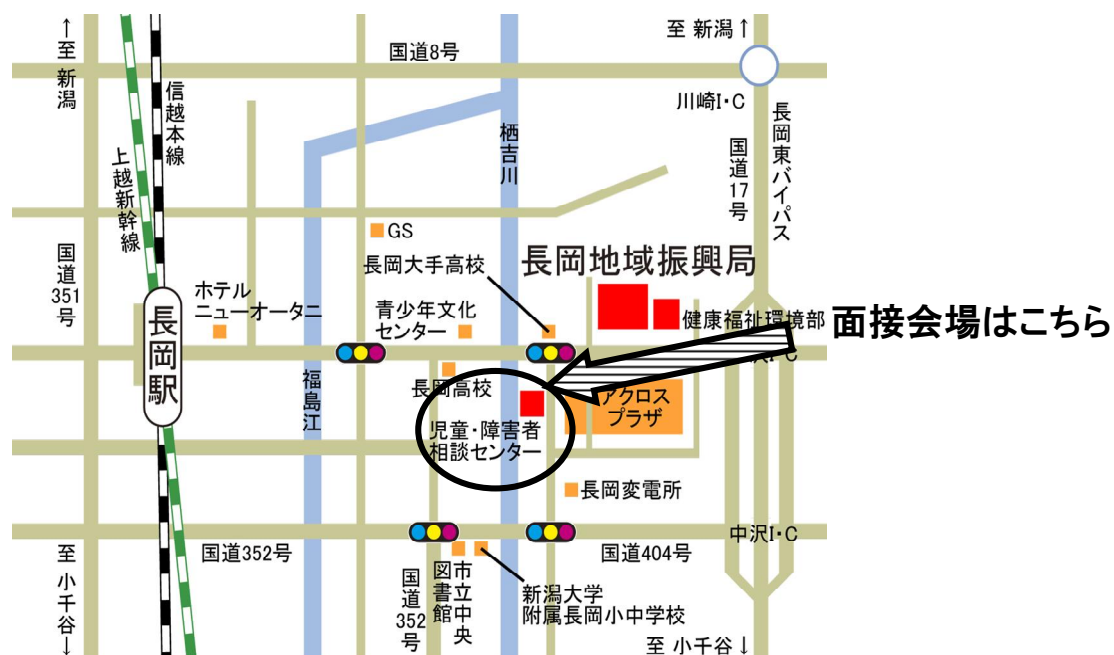 ↑至 新潟
国道8号
至 新潟↑
川崎I・C
信越本線
上越新幹線
栖吉川
国道17号
長岡東バイパス
GS
長岡大手高校
長岡地域振興局
国道351号
ホテル
ニューオータニ
青少年文化
センター
健康福祉環境部
面接会場はこちら
長岡駅
I・C
福島江
長岡高校
アクロス
プラザ
児童・障害者
相談センター
長岡変電所
中沢I・C
至 小千谷↓
国道352号
国道352号
市立中央
図書館
国道404号
新潟大学
附属長岡小中学校
至 小千谷↓